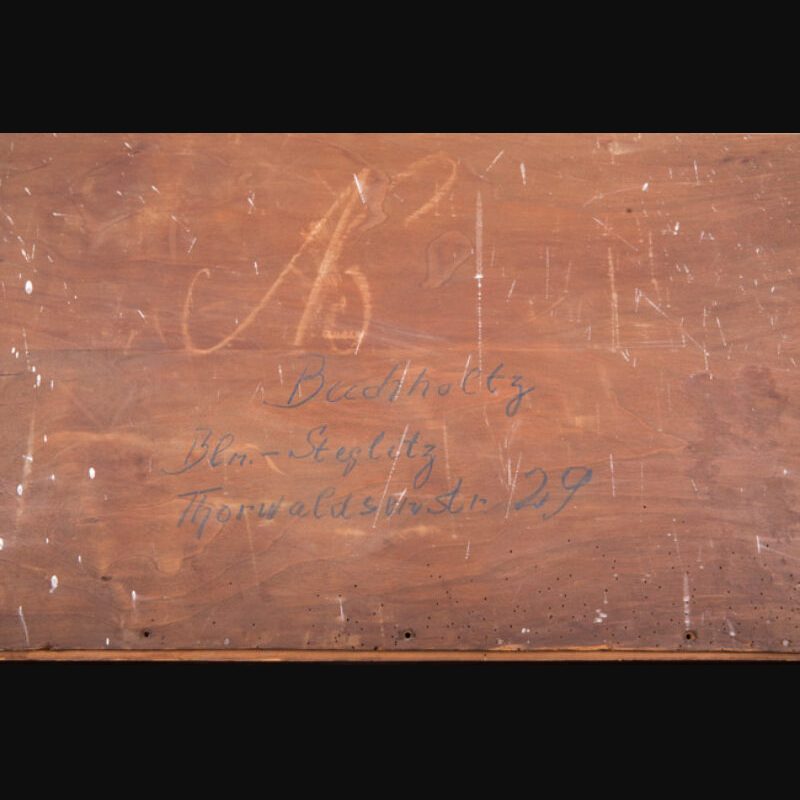 N
Buchholtz
Bln.-Steglitz
Thorwaldsenstr. 29